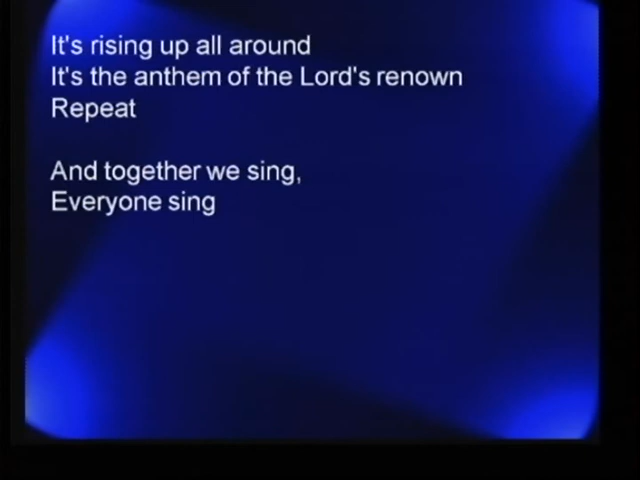 It's rising up all around
It's the anthem of the Lord's renown
Repeat
And together we sing,
Everyone sing